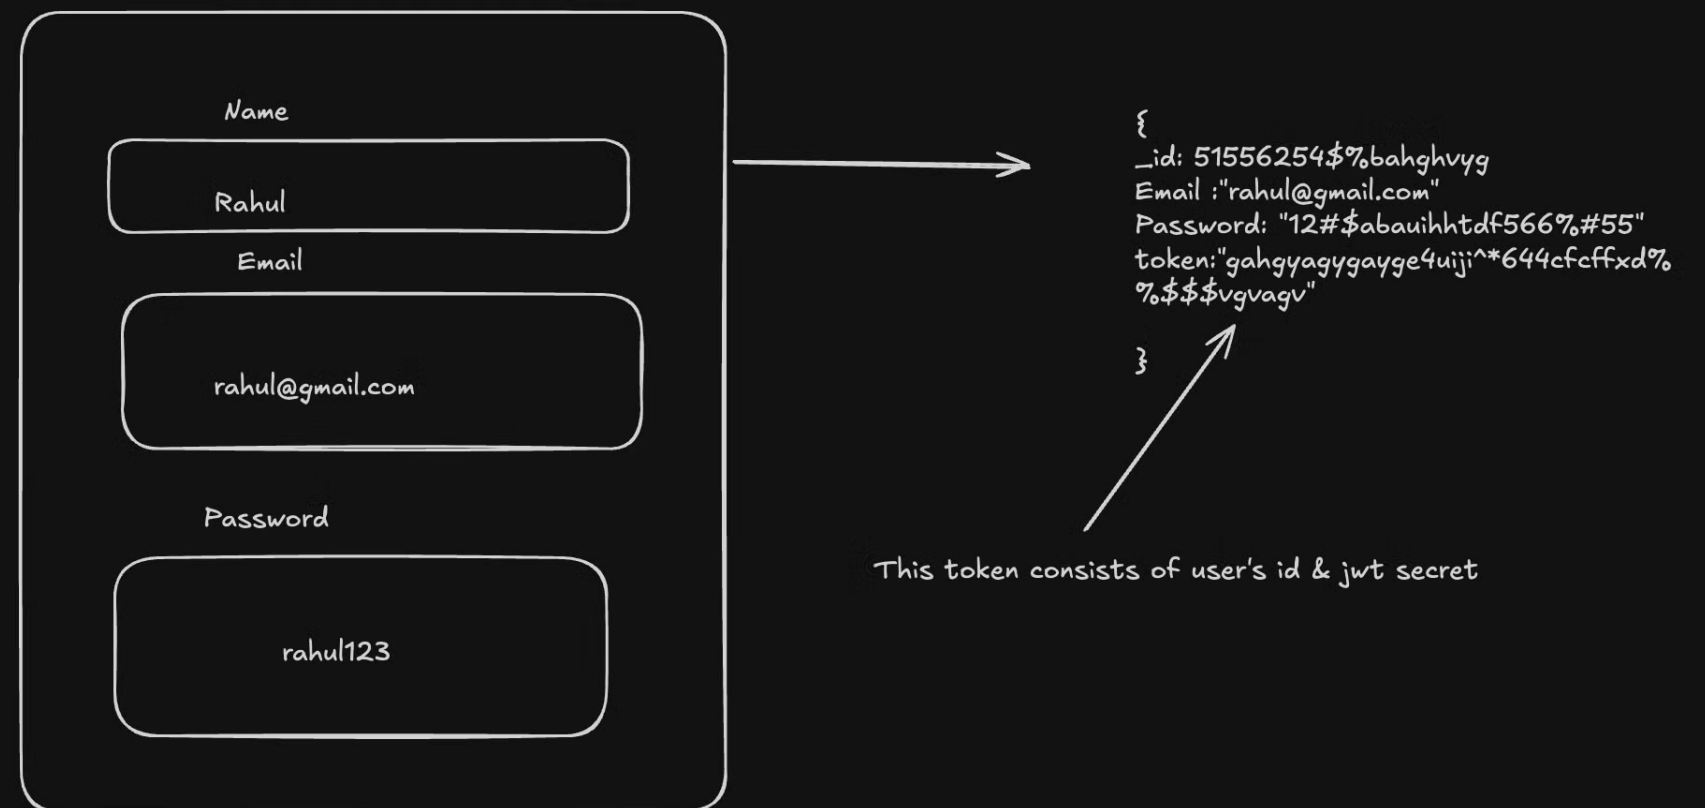 Name
Rahul
Email
rahul@gmail.com
Password
rahul123
{
_id: 51556254$%bahghvyg
Email :"rahul@gmail.com"
Password: "12#$abauihhtdf566%#55"
token:"gahgyagygayge4uiji^*644cfcffxd%
%$$$vgvagv"
}
This token consists of user's id & jwt secret